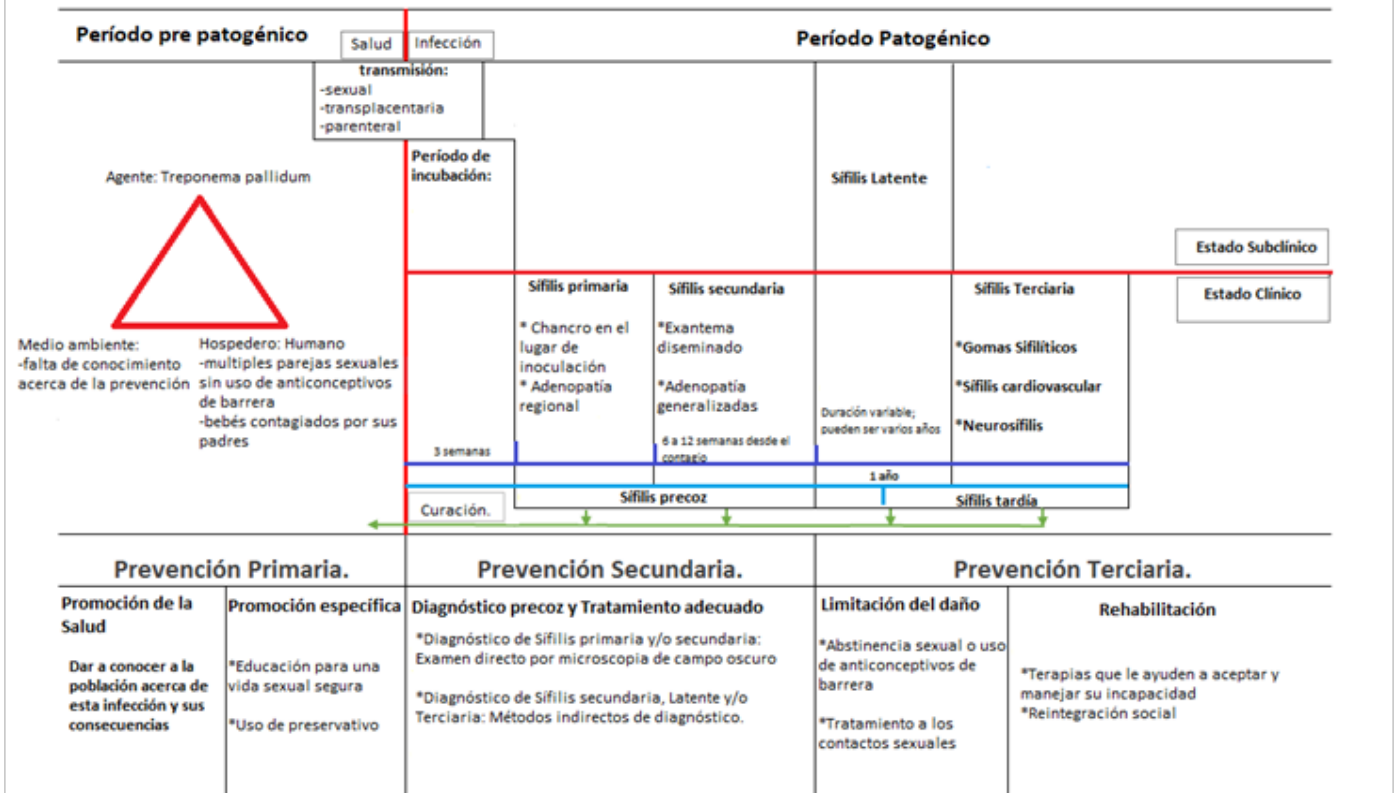 Período pre patogénico
Salud
Infección
Período Patogénico
transmisión:
-sexual
-transplacentaria
-parenteral
Agente: Treponema pallidum
Medio ambiente:
-falta de conocimiento
acerca de la prevención
Hospedero: Humano
-multiples parejas sexuales
sin uso de anticonceptivos
de barrera
-bebés contagiados por sus
padres
Período de
incubación:
Sífilis Latente
Estado Subclínico
Estado Clínico
Sífilis primaria
* Chancro en el
lugar de
inoculación
* Adenopatía
regional
Sífilis secundaria
*Exantema
diseminado
*Adenopatía
generalizadas
6 a 12 semanas desde el
contagio
Duración variable;
pueden ser varios años
Sífilis Terciaria
*Gomas Sifilíticos
*Sífilis cardiovascular
*Neurosífilis
3 semanas
1 año
Sífilis precoz
Sífilis tardía
Curación.
Prevención Primaria.
Prevención Secundaria.
Prevención Terciaria.
Promoción de la
Salud
Dar a conocer a la
población acerca de
esta infección y sus
consecuencias
Promoción específica
*Educación para una
vida sexual segura
*Uso de preservativo
Diagnóstico precoz y Tratamiento adecuado
*Diagnóstico de Sífilis primaria y/o secundaria:
Examen directo por microscopia de campo oscuro
*Diagnóstico de Sífilis secundaria, Latente y/o
Terciaria: Métodos indirectos de diagnóstico.
Limitación del daño
*Abstinencia sexual o uso
de anticonceptivos de
barrera
*Tratamiento a los
contactos sexuales
Rehabilitación
*Terapias que le ayuden a aceptar y
manejar su incapacidad
*Reintegración social